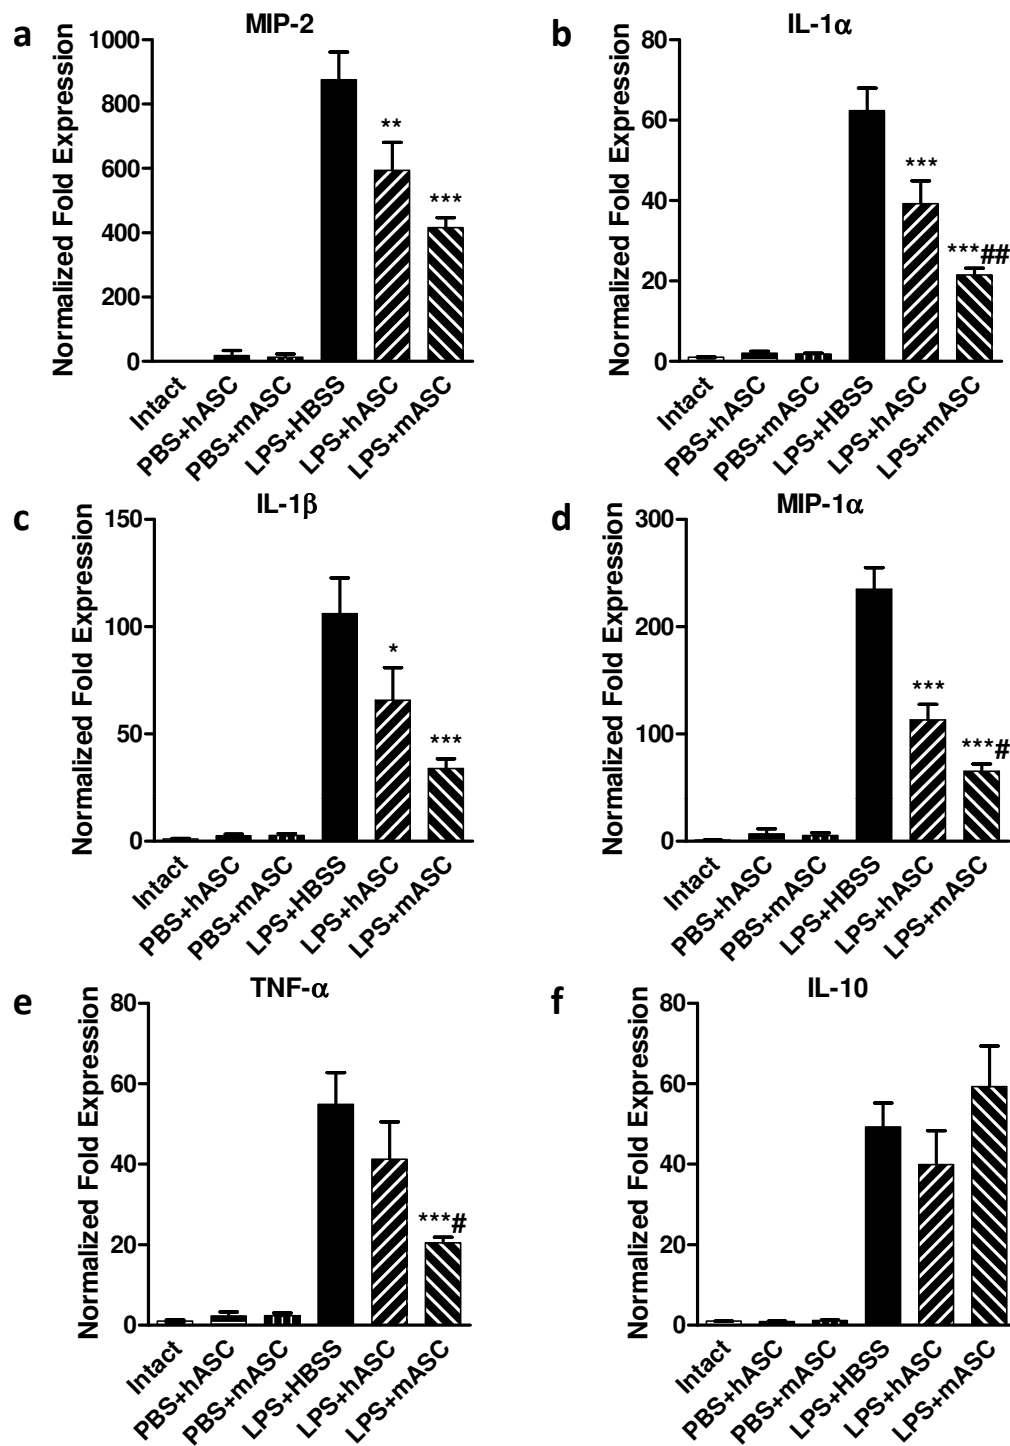 a
MIP-2
Normalized Fold Expression
1000
800
600
400
200
0
**
***
Intact
PBS+hASC
PBS+mASC
LPS+HBSS
LPS+hASC
LPS+mASC
b
IL-1α
Normalized Fold Expression
80
60
40
20
0
***
***##
Intact
PBS+hASC
PBS+mASC
LPS+HBSS
LPS+hASC
LPS+mASC
c
IL-1β
Normalized Fold Expression
150
100
50
0
*
***
Intact
PBS+hASC
PBS+mASC
LPS+HBSS
LPS+hASC
LPS+mASC
d
MIP-1α
Normalized Fold Expression
300
200
100
0
***
***#
Intact
PBS+hASC
PBS+mASC
LPS+HBSS
LPS+hASC
LPS+mASC
e
TNF-α
Normalized Fold Expression
80
60
40
20
0
***#
Intact
PBS+hASC
PBS+mASC
LPS+HBSS
LPS+hASC
LPS+mASC
f
IL-10
Normalized Fold Expression
80
60
40
20
0
Intact
PBS+hASC
PBS+mASC
LPS+HBSS
LPS+hASC
LPS+mASC